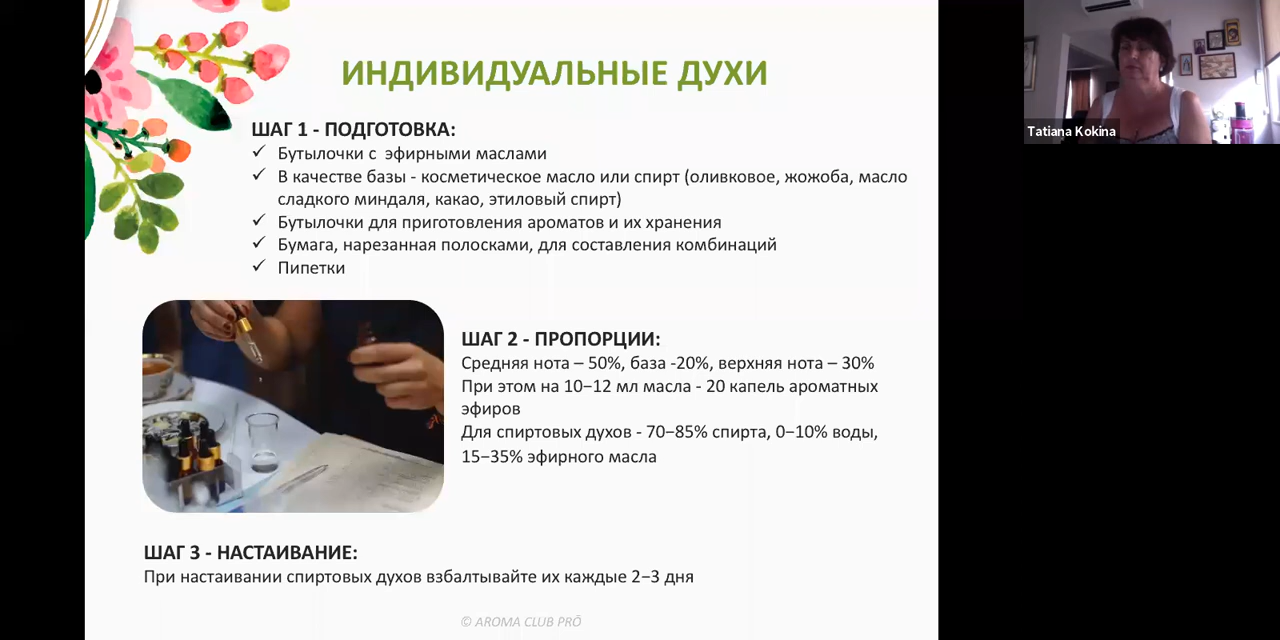 ИНДИВИДУАЛЬНЫЕ ДУХИ
ШАГ 1 - ПОДГОТОВКА:
✓ Бутылочки с эфирными маслами
✓ В качестве базы - косметическое масло или спирт (оливковое, жожоба, масло
сладкого миндаля, какао, этиловый спирт)
✓ Бутылочки для приготовления ароматов и их хранения
✓ Бумага, нарезанная полосками, для составления комбинаций
✓ Пипетки
ШАГ 2 - ПРОПОРЦИИ:
Средняя нота – 50%, база -20%, верхняя нота – 30%
При этом на 10–12 мл масла - 20 капель ароматных
эфиров
Для спиртовых духов - 70–85% спирта, 0–10% воды,
15–35% эфирного масла
ШАГ 3 - НАСТАИВАНИЕ:
При настаивании спиртовых духов взбалтывайте их каждые 2–3 дня
© AROMA CLUB PRŌ
Tatiana Kokina